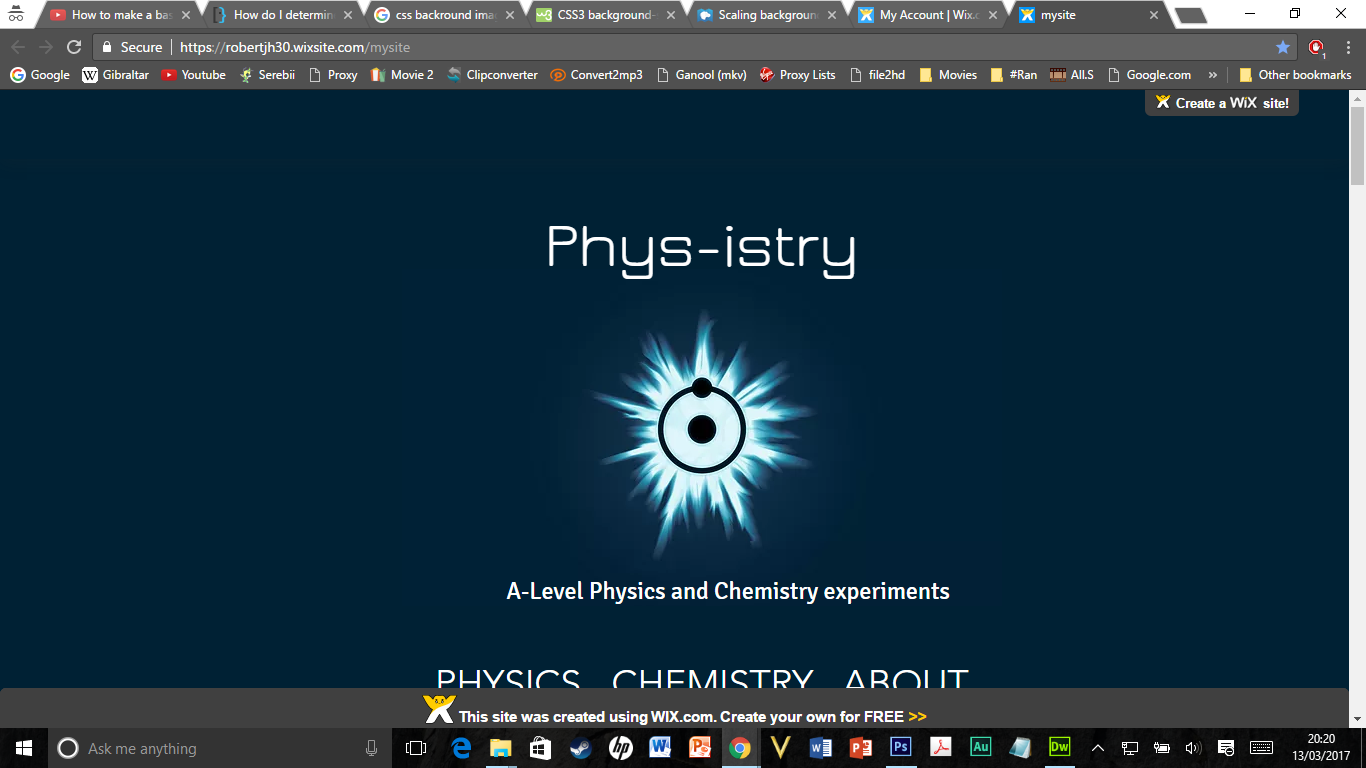 How to make a bas
How do I determin
css backround ima
CSS3 background-
Scaling backgroun
My Account | Wix.c
mysite
Secure
https://robertjh30.wixsite.com/mysite
1
Google
Gibraltar
Youtube
Serebii
Proxy
Movie 2
Clipconverter
Convert2mp3
Ganool (mkv)
Proxy Lists
file2hd
Movies
#Ran
All.S
Google.com
»
Other bookmarks
Create a WiX site!
Phys-istry
A-Level Physics and Chemistry experiments
PHYSICS CHEMISTRY ABOUT
This site was created using WIX.com. Create your own for FREE >>
Ask me anything
20:20
13/03/2017